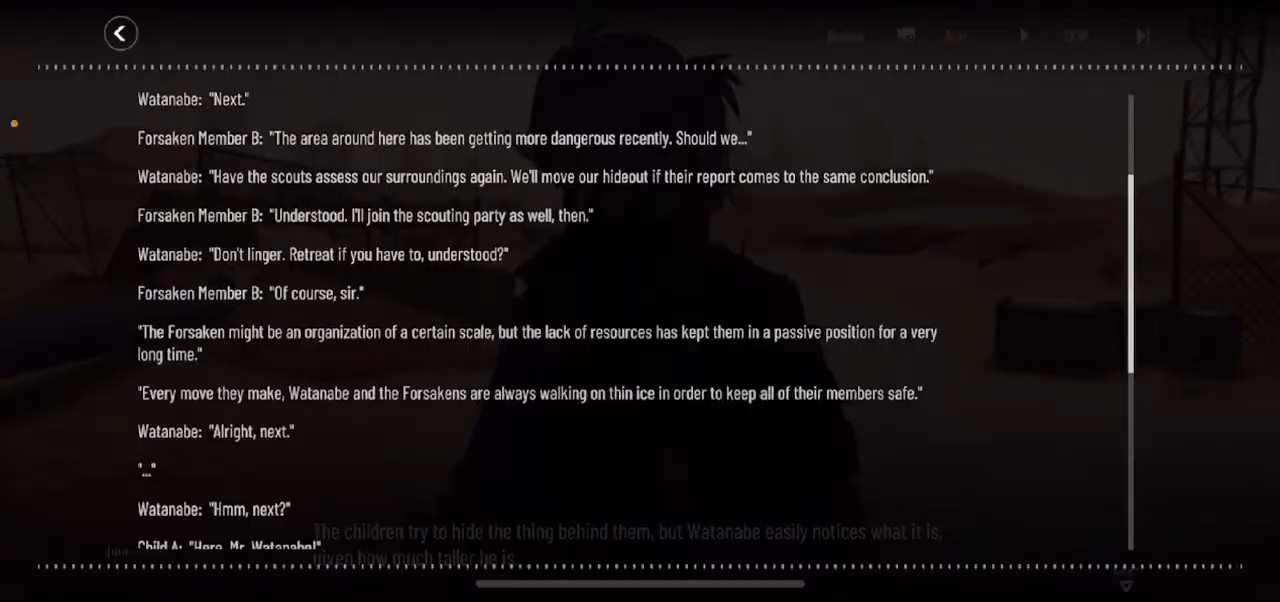 Watanabe: "Next."
Forsaken Member B: "The area around here has been getting more dangerous recently. Should we..."
Watanabe: "Have the scouts assess our surroundings again. We'll move our hideout if their report comes to the same conclusion."
Forsaken Member B: "Understood. I'll join the scouting party as well, then."
Watanabe: "Don't linger. Retreat if you have to, understood?"
Forsaken Member B: "Of course, sir."
"The Forsaken might be an organization of a certain scale, but the lack of resources has kept them in a passive position for a very
long time."
"Every move they make, Watanabe and the Forsakens are always walking on thin ice in order to keep all of their members safe."
Watanabe: "Alright, next."
"..."
Watanabe: "Hmm, next?"
Child A: "Here, Mr. Watanabe!"
The children try to hide the thing behind them, but Watanabe easily notices what it is,
given how much taller he is.